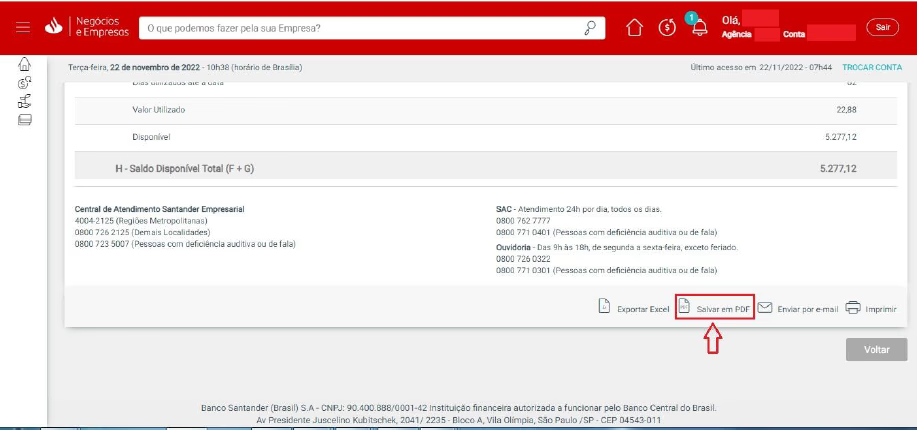 Negócios
e Empresas
O que podemos fazer pela sua Empresa?
1
Olá,
Agência Conta
Sair
Terça-feira, 22 de novembro de 2022 - 10h38 (horário de Brasília)
Último acesso em 22/11/2022 - 07h44 TROCAR CONTA
Dias utilizados até a data 02
Valor Utilizado 22,88
Disponível 5.277,12
H - Saldo Disponível Total (F + G) 5.277,12
Central de Atendimento Santander Empresarial
4004-2125 (Regiões Metropolitanas)
0800 726 2125 (Demais Localidades)
0800 723 5007 (Pessoas com deficiência auditiva ou de fala)
SAC - Atendimento 24h por dia, todos os dias.
0800 762 7777
0800 771 0401 (Pessoas com deficiência auditiva ou de fala)
Ouvidoria - Das 9h às 18h, de segunda a sexta-feira, exceto feriado.
0800 726 0322
0800 771 0301 (Pessoas com deficiência auditiva ou de fala)
Exportar Excel Salvar em PDF Enviar por e-mail Imprimir
Voltar
Banco Santander (Brasil) S.A - CNPJ: 90.400.888/0001-42 Instituição financeira autorizada a funcionar pelo Banco Central do Brasil.
Av Presidente Juscelino Kubitschek, 2041/ 2235 - Bloco A, Vila Olímpia, São Paulo /SP - CEP 04543-011